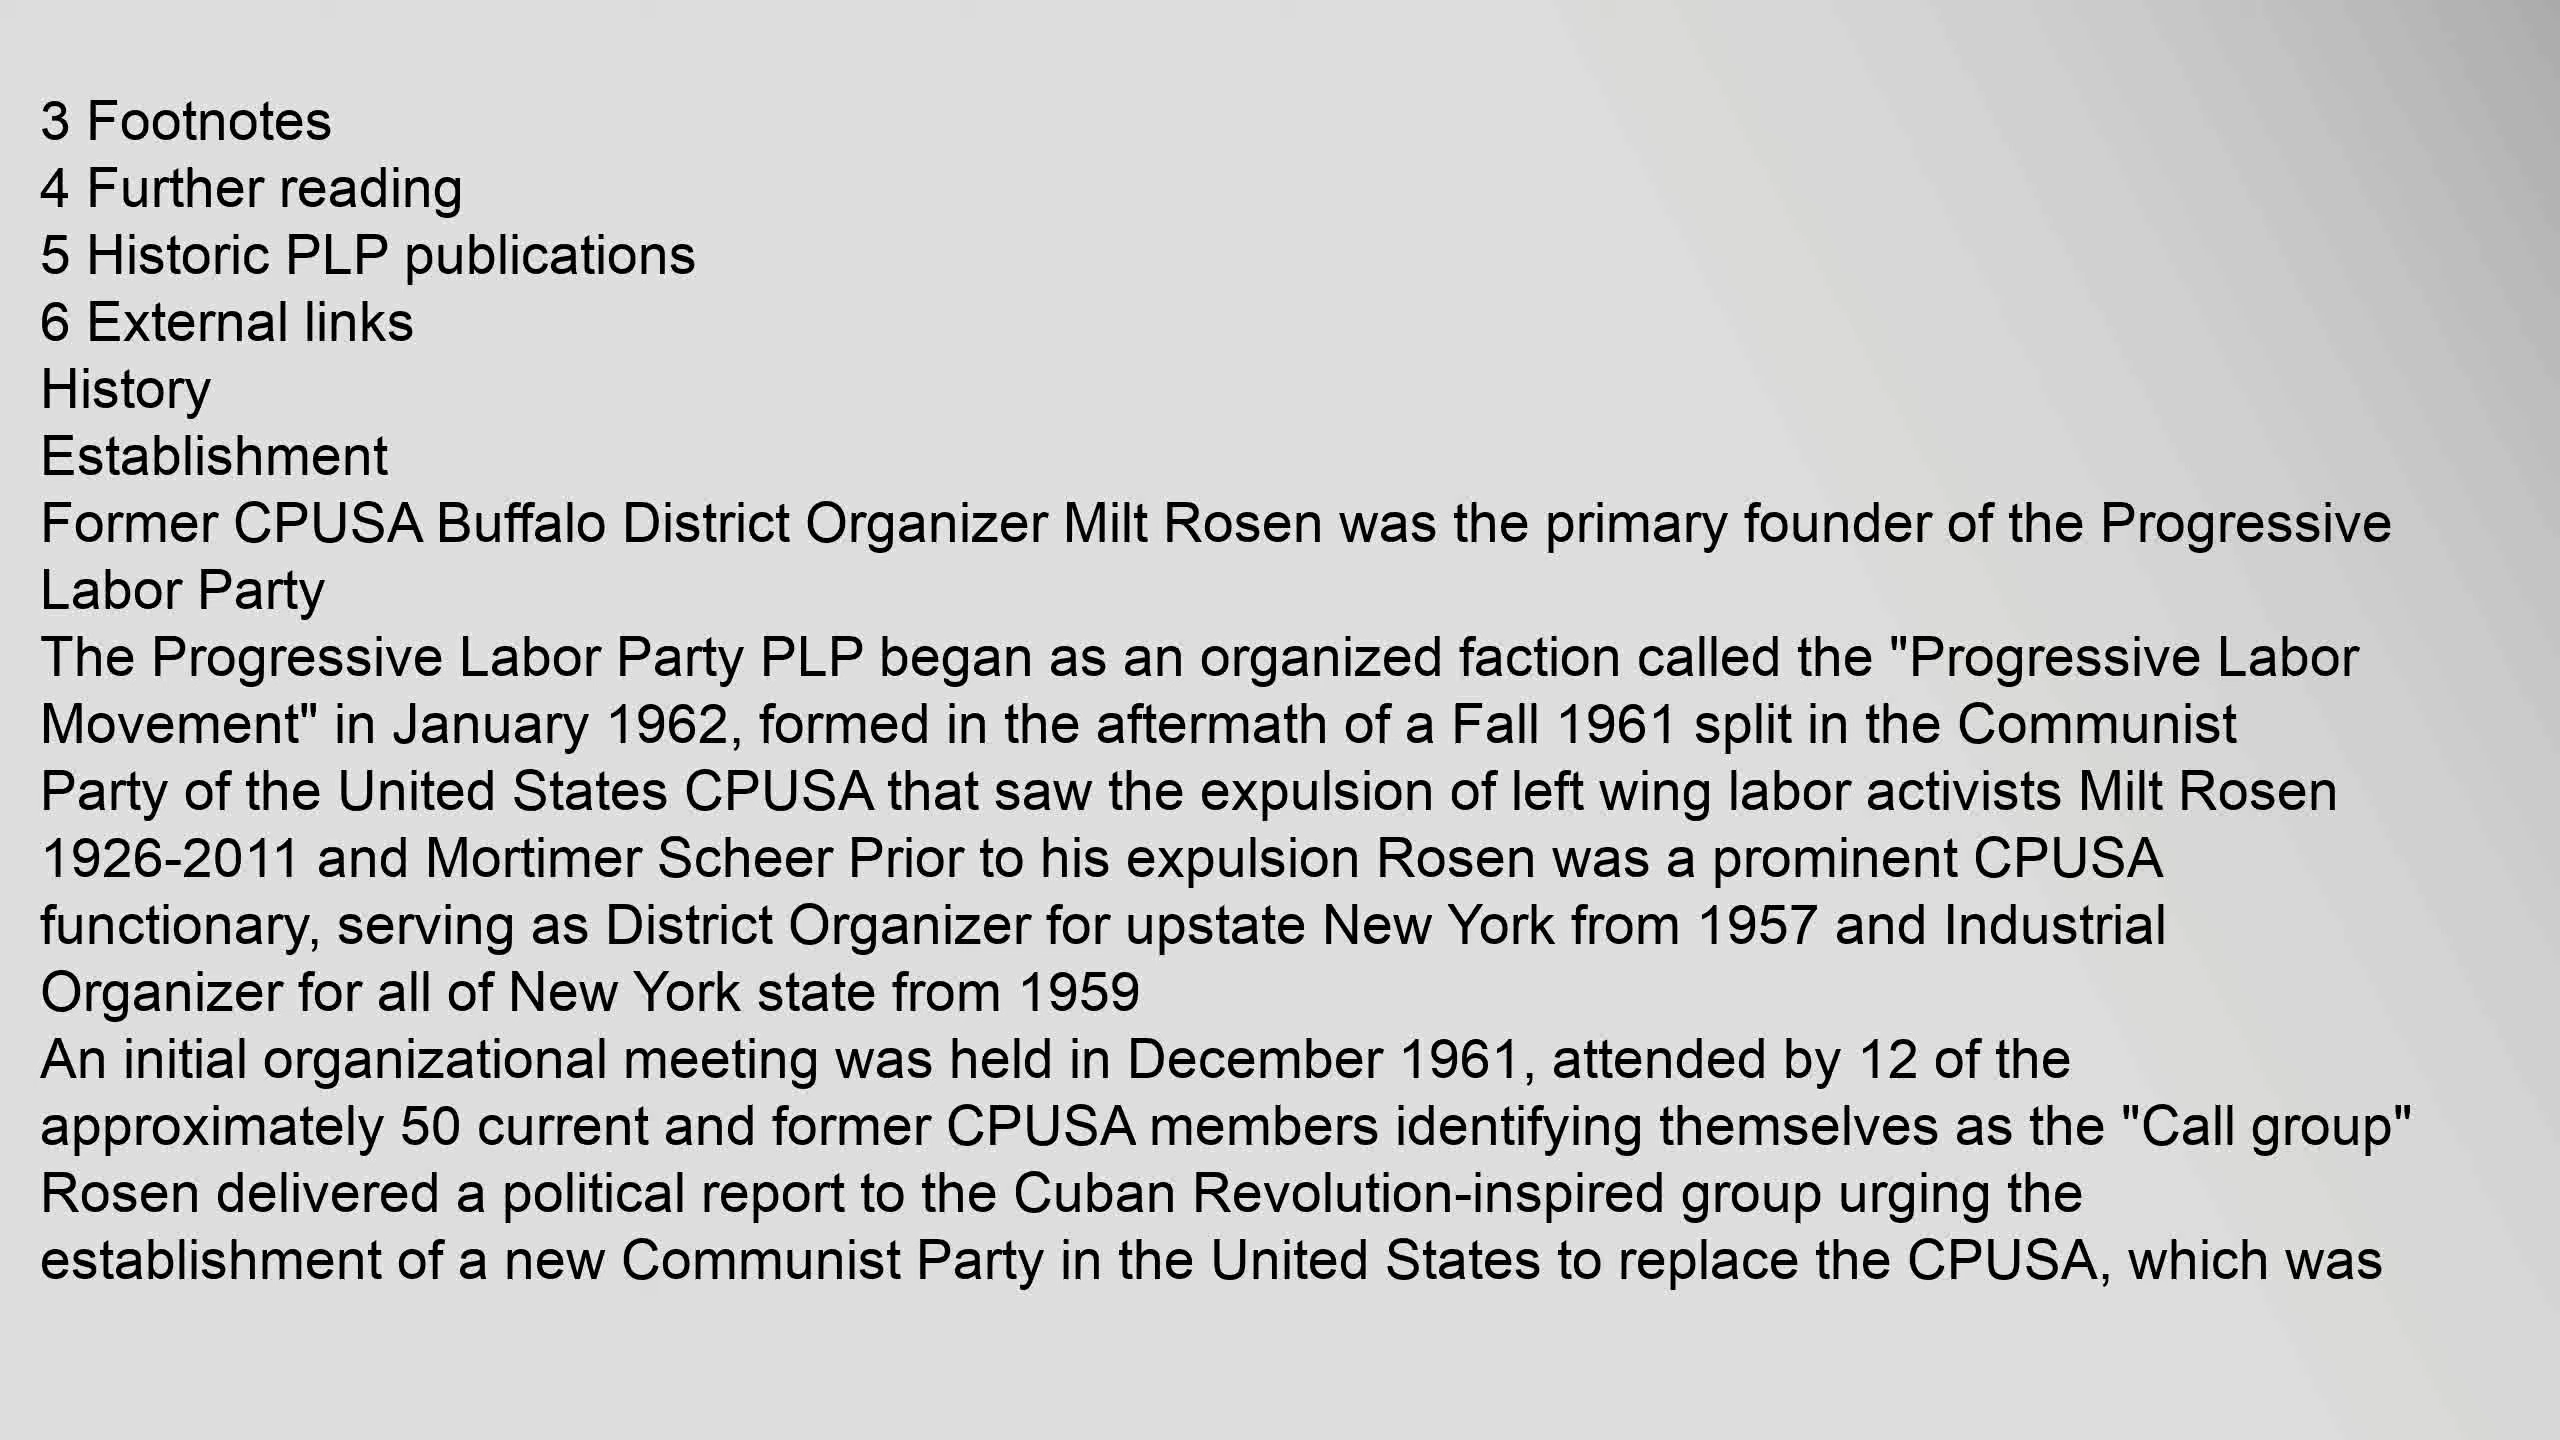 3 Footnotes
4 Further reading
5 Historic PLP publications
6 External links
History
Establishment
Former CPUSA Buffalo District Organizer Milt Rosen was the primary founder of the Progressive
Labor Party
The Progressive Labor Party PLP began as an organized faction called the "Progressive Labor
Movement" in January 1962, formed in the aftermath of a Fall 1961 split in the Communist
Party of the United States CPUSA that saw the expulsion of left wing labor activists Milt Rosen
1926-2011 and Mortimer Scheer Prior to his expulsion Rosen was a prominent CPUSA
functionary, serving as District Organizer for upstate New York from 1957 and Industrial
Organizer for all of New York state from 1959
An initial organizational meeting was held in December 1961, attended by 12 of the
approximately 50 current and former CPUSA members identifying themselves as the "Call group"
Rosen delivered a political report to the Cuban Revolution-inspired group urging the
establishment of a new Communist Party in the United States to replace the CPUSA, which was